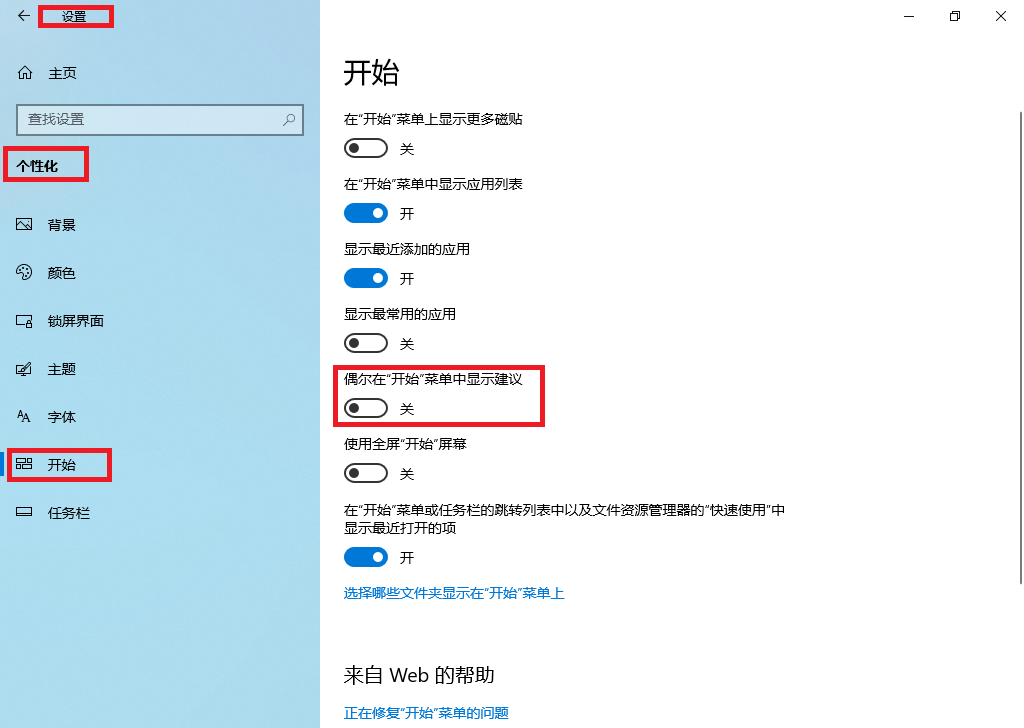 设置
主页
查找设置
个性化
背景
颜色
锁屏界面
主题
字体
开始
任务栏
开始
在“开始”菜单上显示更多磁贴
关
在“开始”菜单中显示应用列表
开
显示最近添加的应用
开
显示最常用的应用
关
偶尔在“开始”菜单中显示建议
关
使用全屏“开始”屏幕
关
在“开始”菜单或任务栏的跳转列表中以及文件资源管理器的“快速使用”中
显示最近打开的项
开
选择哪些文件夹显示在“开始”菜单上
来自 Web 的帮助
正在修复“开始”菜单的问题